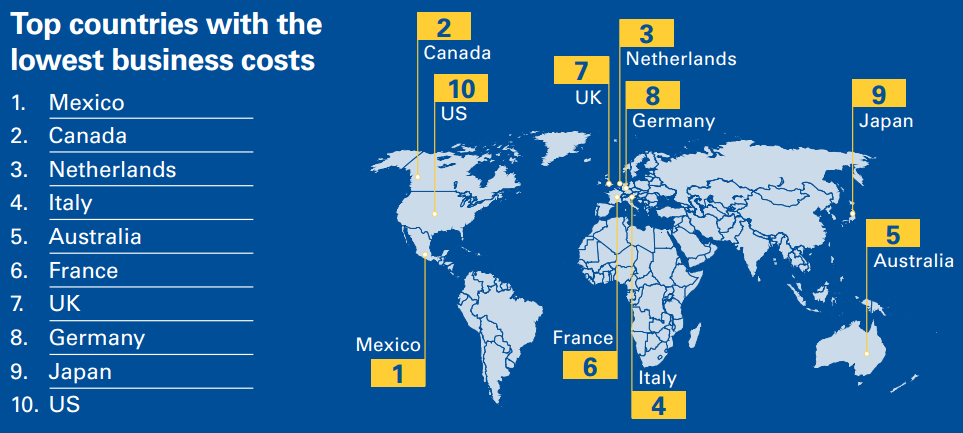 Top countries with the
lowest business costs
1. Mexico
2. Canada
3. Netherlands
4. Italy
5. Australia
6. France
7. UK
8. Germany
9. Japan
10. US
2
Canada
10
US
3
Netherlands
7
UK
8
Germany
9
Japan
5
Australia
Mexico
1
France
6
Italy
4